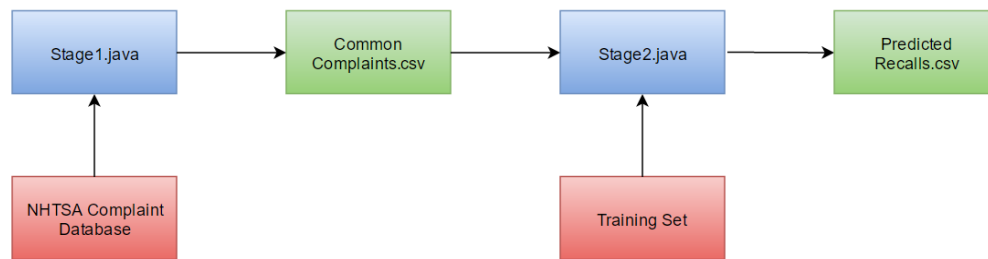 Stage1.java
Common
Complaints.csv
Stage2.java
Predicted
Recalls.csv
NHTSA Complaint
Database
Training Set